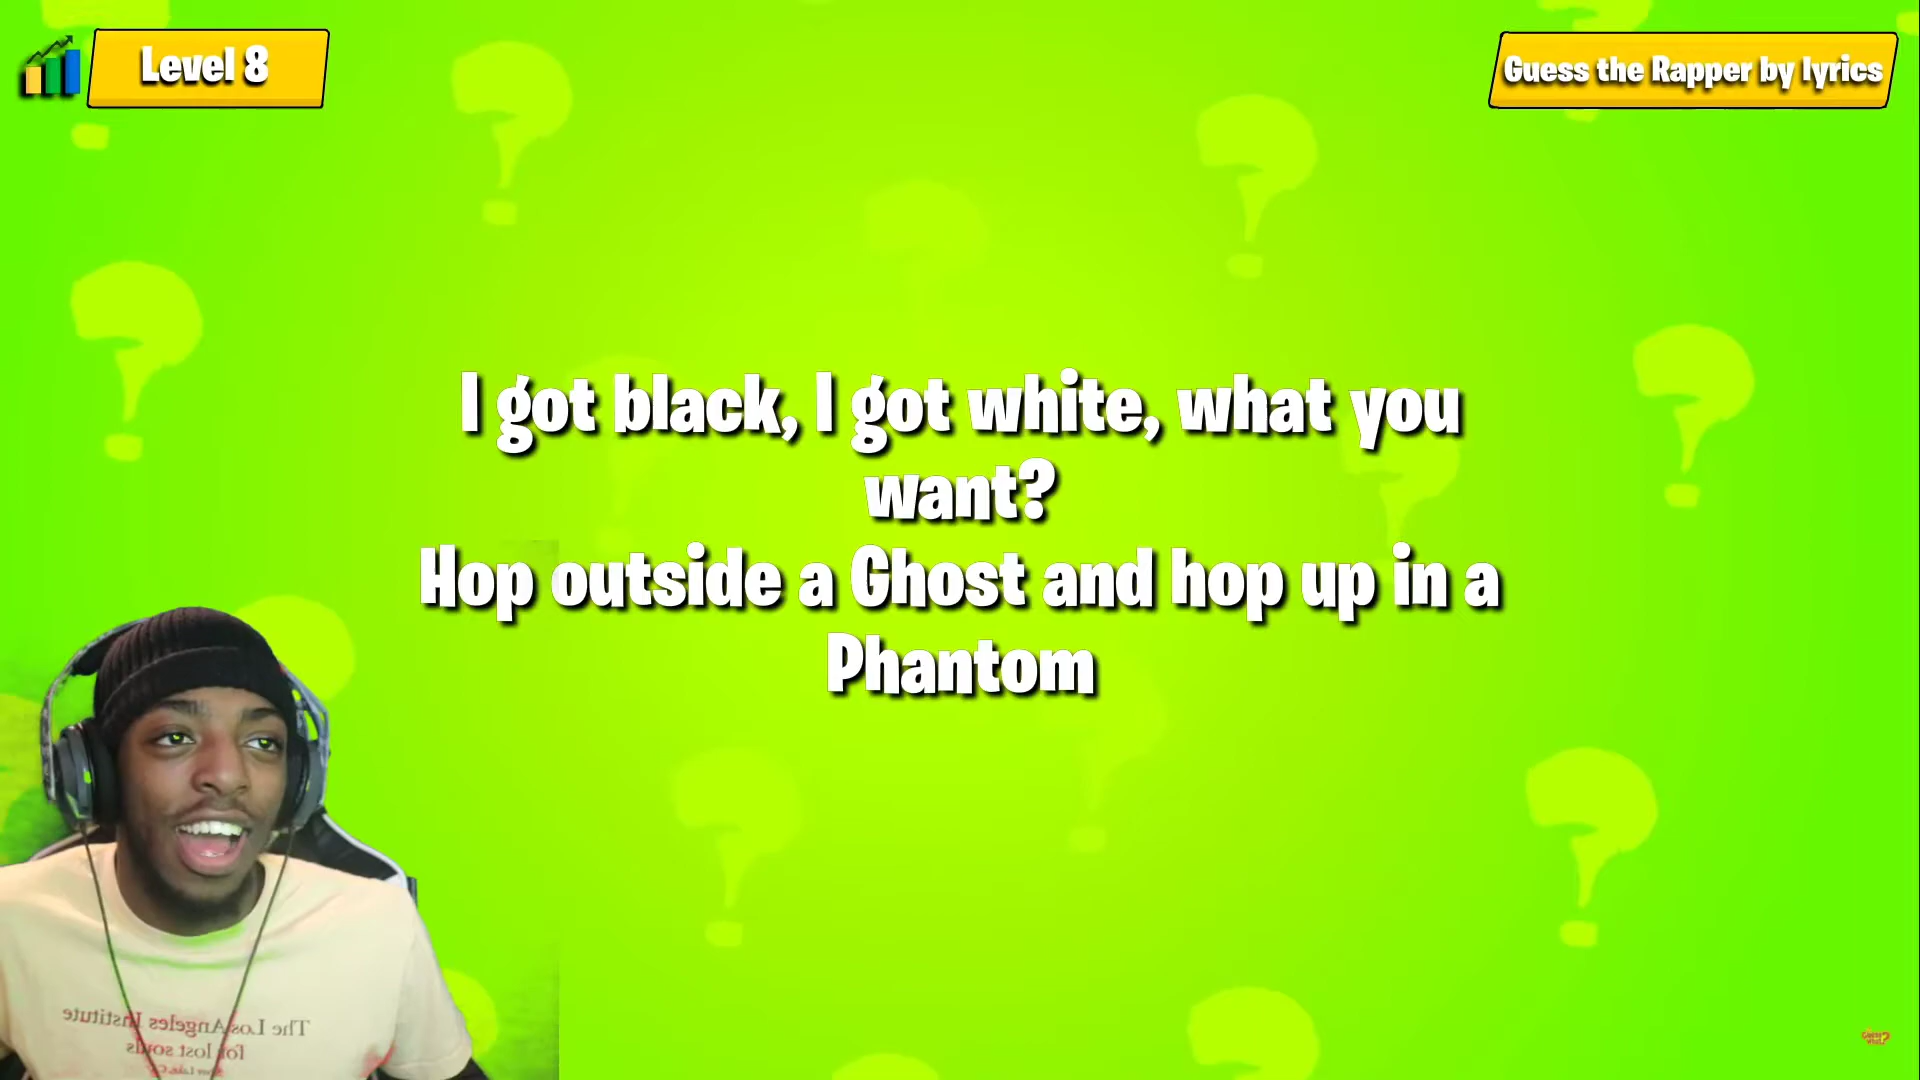 Level 8
Guess the Rapper by lyrics
I got black, I got white, what you
want?
Hop outside a Ghost and hop up in a
Phantom
The Los Angeles Institute
for lost souls